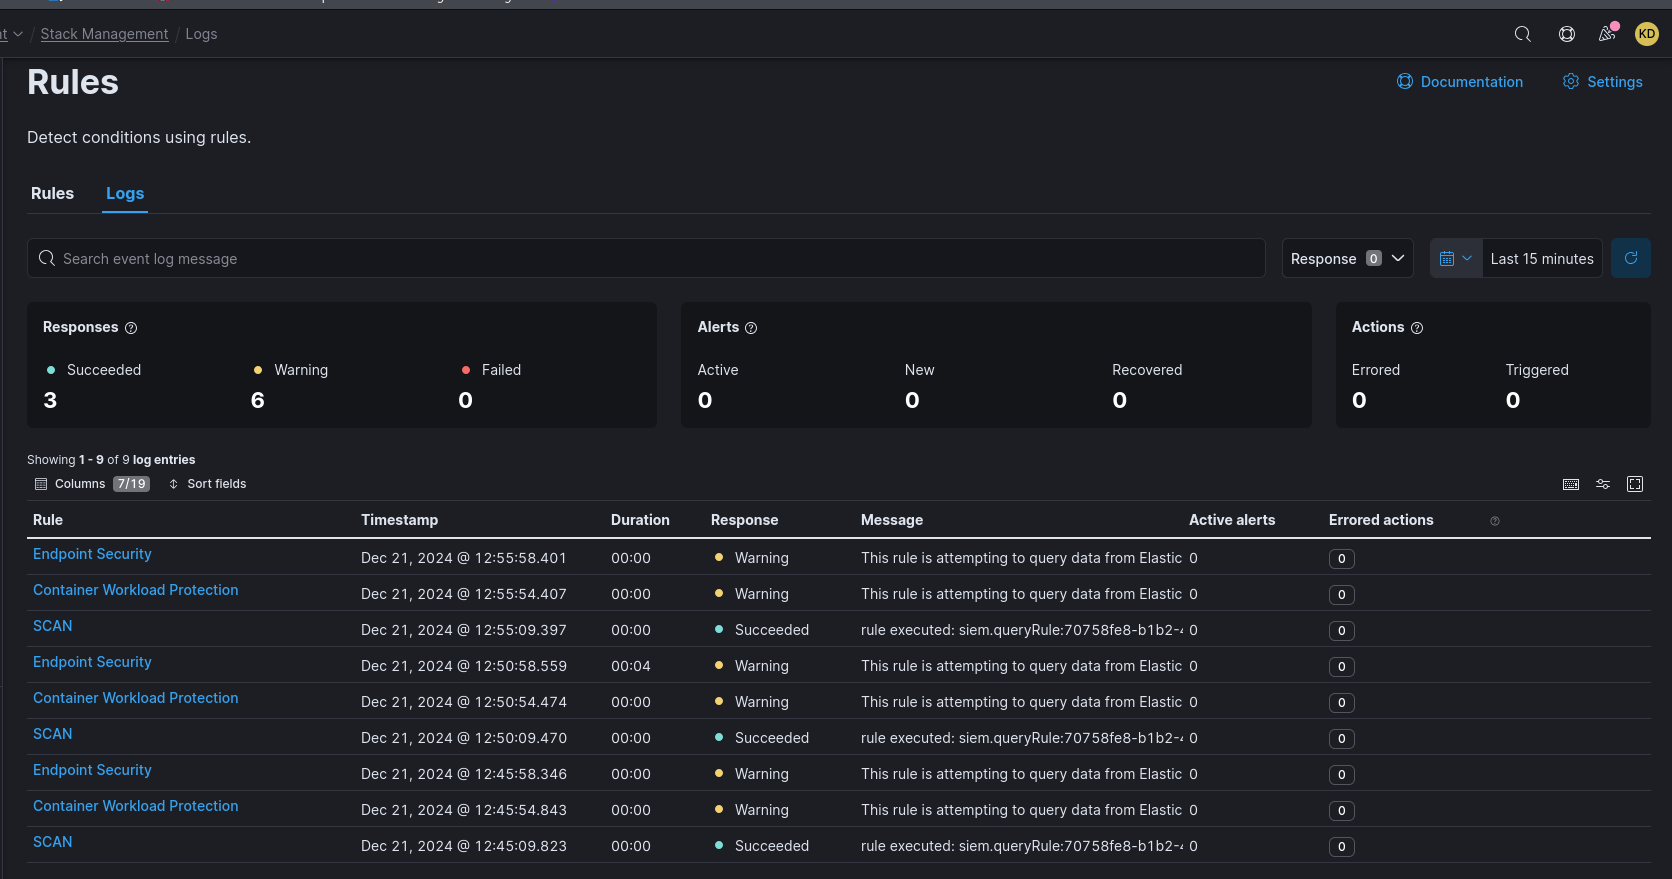 Stack Management / Logs
KD
Rules
Documentation
Settings
Detect conditions using rules.
Rules Logs
Search event log message
Response 0
Last 15 minutes
Responses
Succeeded Warning Failed
3 6 0
Alerts
Active New Recovered
0 0 0
Actions
Errored Triggered
0 0
Showing 1 - 9 of 9 log entries
Columns 7/19 Sort fields
Rule Timestamp Duration Response Message Active alerts Errored actions
Endpoint Security Dec 21, 2024 @ 12:55:58.401 00:00 Warning This rule is attempting to query data from Elastic 0 0
Container Workload Protection Dec 21, 2024 @ 12:55:54.407 00:00 Warning This rule is attempting to query data from Elastic 0 0
SCAN Dec 21, 2024 @ 12:55:09.397 00:00 Succeeded rule executed: siem.queryRule:70758fe8-b1b2-4 0 0
Endpoint Security Dec 21, 2024 @ 12:50:58.559 00:04 Warning This rule is attempting to query data from Elastic 0 0
Container Workload Protection Dec 21, 2024 @ 12:50:54.474 00:00 Warning This rule is attempting to query data from Elastic 0 0
SCAN Dec 21, 2024 @ 12:50:09.470 00:00 Succeeded rule executed: siem.queryRule:70758fe8-b1b2-4 0 0
Endpoint Security Dec 21, 2024 @ 12:45:58.346 00:00 Warning This rule is attempting to query data from Elastic 0 0
Container Workload Protection Dec 21, 2024 @ 12:45:54.843 00:00 Warning This rule is attempting to query data from Elastic 0 0
SCAN Dec 21, 2024 @ 12:45:09.823 00:00 Succeeded rule executed: siem.queryRule:70758fe8-b1b2-4 0 0